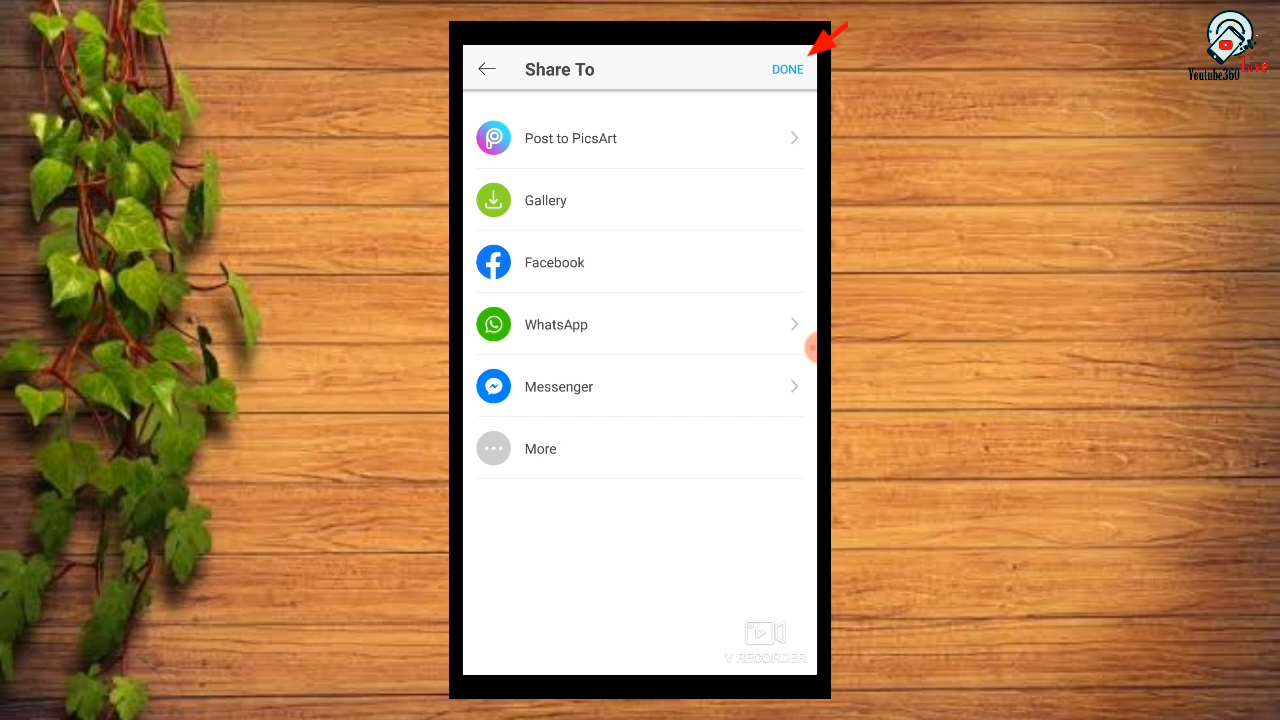 Share To
DONE
Post to PicsArt
Gallery
Facebook
WhatsApp
Messenger
More
V RECORDER
Youtube360 Live